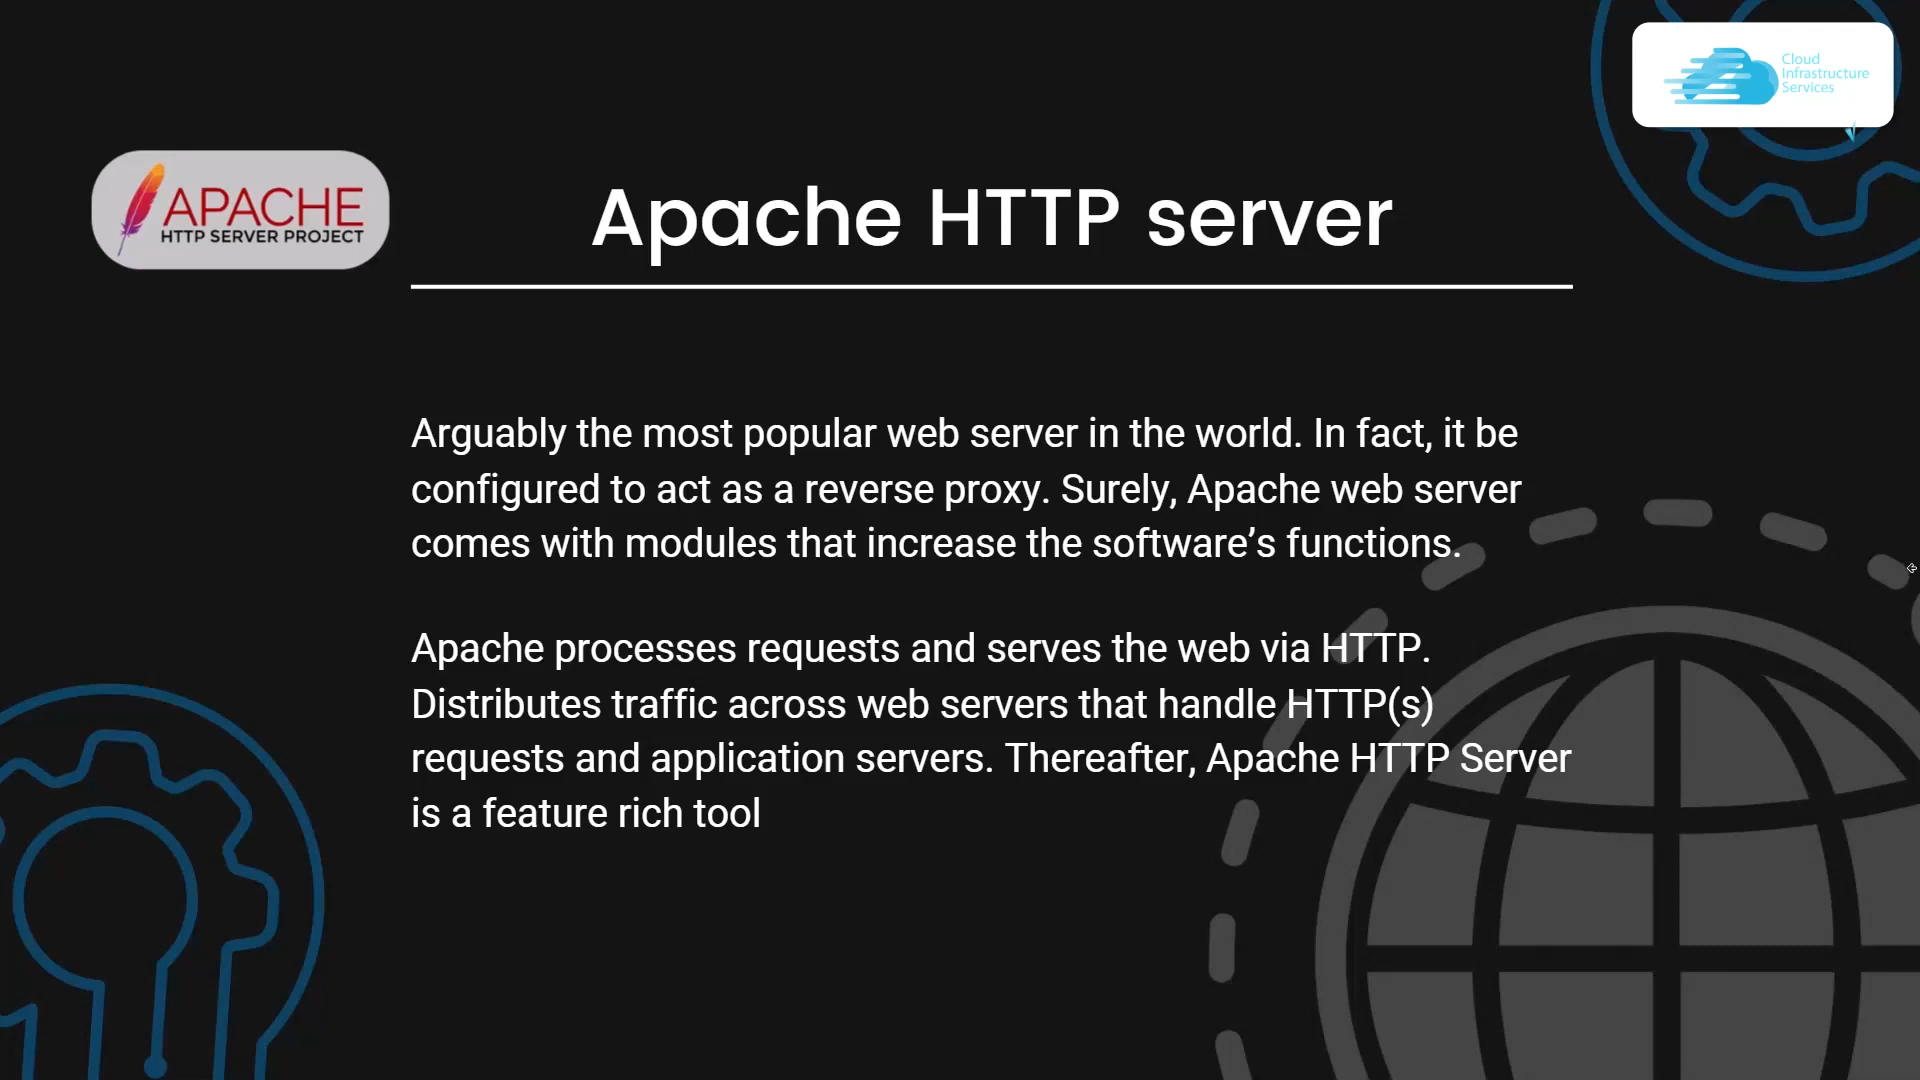 Cloud
Infrastructure
Services
APACHE
HTTP SERVER PROJECT
Apache HTTP server
Arguably the most popular web server in the world. In fact, it be
configured to act as a reverse proxy. Surely, Apache web server
comes with modules that increase the software’s functions.
Apache processes requests and serves the web via HTTP.
Distributes traffic across web servers that handle HTTP(s)
requests and application servers. Thereafter, Apache HTTP Server
is a feature rich tool